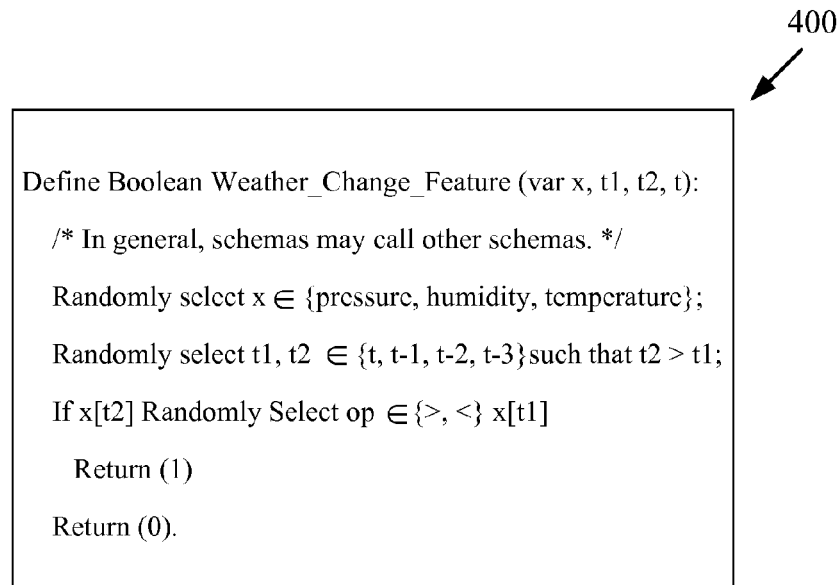 400
Define Boolean Weather_Change_Feature (var x, t1, t2, t):
/* In general, schemas may call other schemas. */
Randomly select x ∈ {pressure, humidity, temperature};
Randomly select t1, t2 ∈ {t, t-1, t-2, t-3}such that t2 > t1;
If x[t2] Randomly Select op ∈{>, <} x[t1]
Return (1)
Return (0).